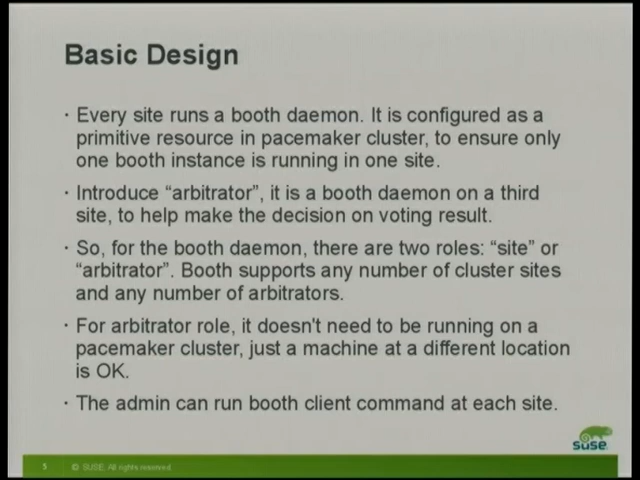 Basic Design
· Every site runs a booth daemon. It is configured as a
primitive resource in pacemaker cluster, to ensure only
one booth instance is running in one site.
· Introduce “arbitrator”, it is a booth daemon on a third
site, to help make the decision on voting result.
· So, for the booth daemon, there are two roles: “site” or
“arbitrator”. Booth supports any number of cluster sites
and any number of arbitrators.
· For arbitrator role, it doesn't need to be running on a
pacemaker cluster, just a machine at a different location
is OK.
· The admin can run booth client command at each site.
SUSE
5 © SUSE, All rights reserved.